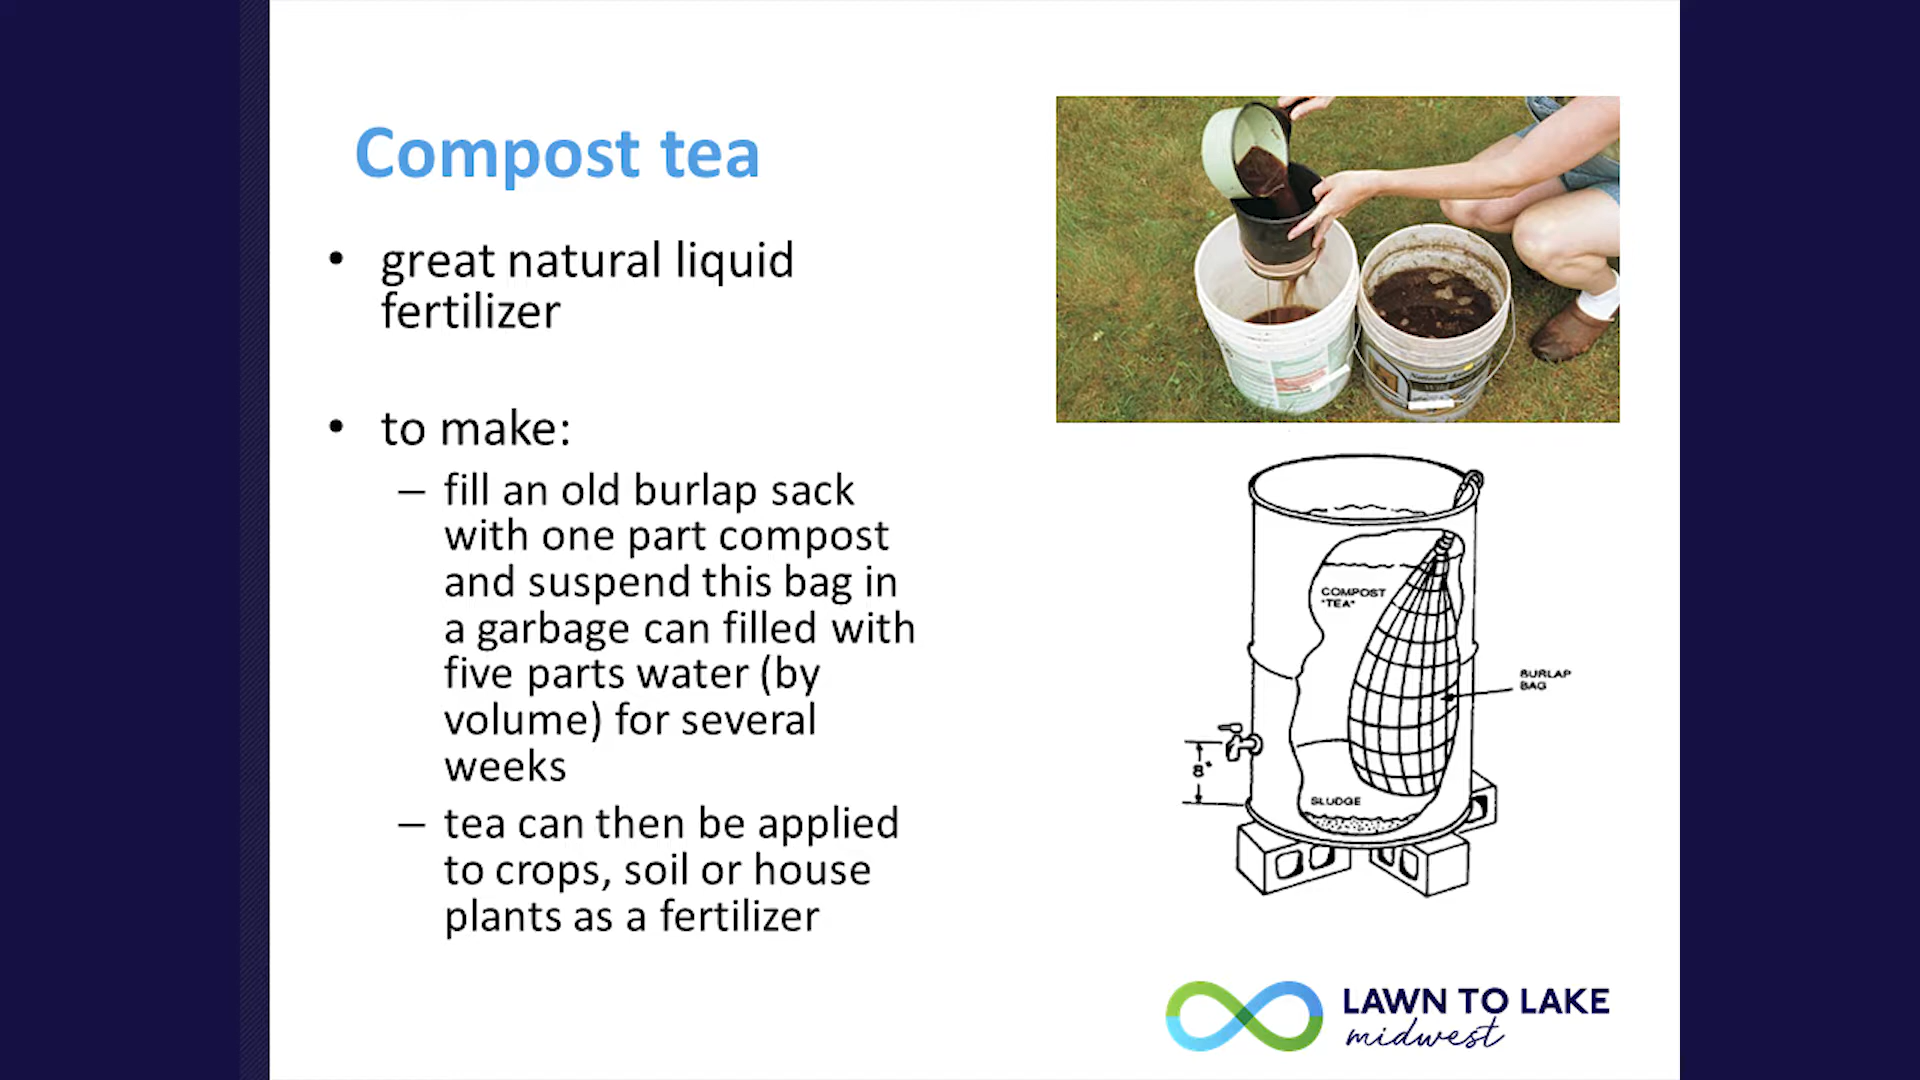 Compost tea
• great natural liquid
fertilizer
• to make:
– fill an old burlap sack
with one part compost
and suspend this bag in
a garbage can filled with
five parts water (by
volume) for several
weeks
– tea can then be applied
to crops, soil or house
plants as a fertilizer
COMPOST
"TEA"
BURLAP
BAG
8"
SLUDGE
LAWN TO LAKE
midwest